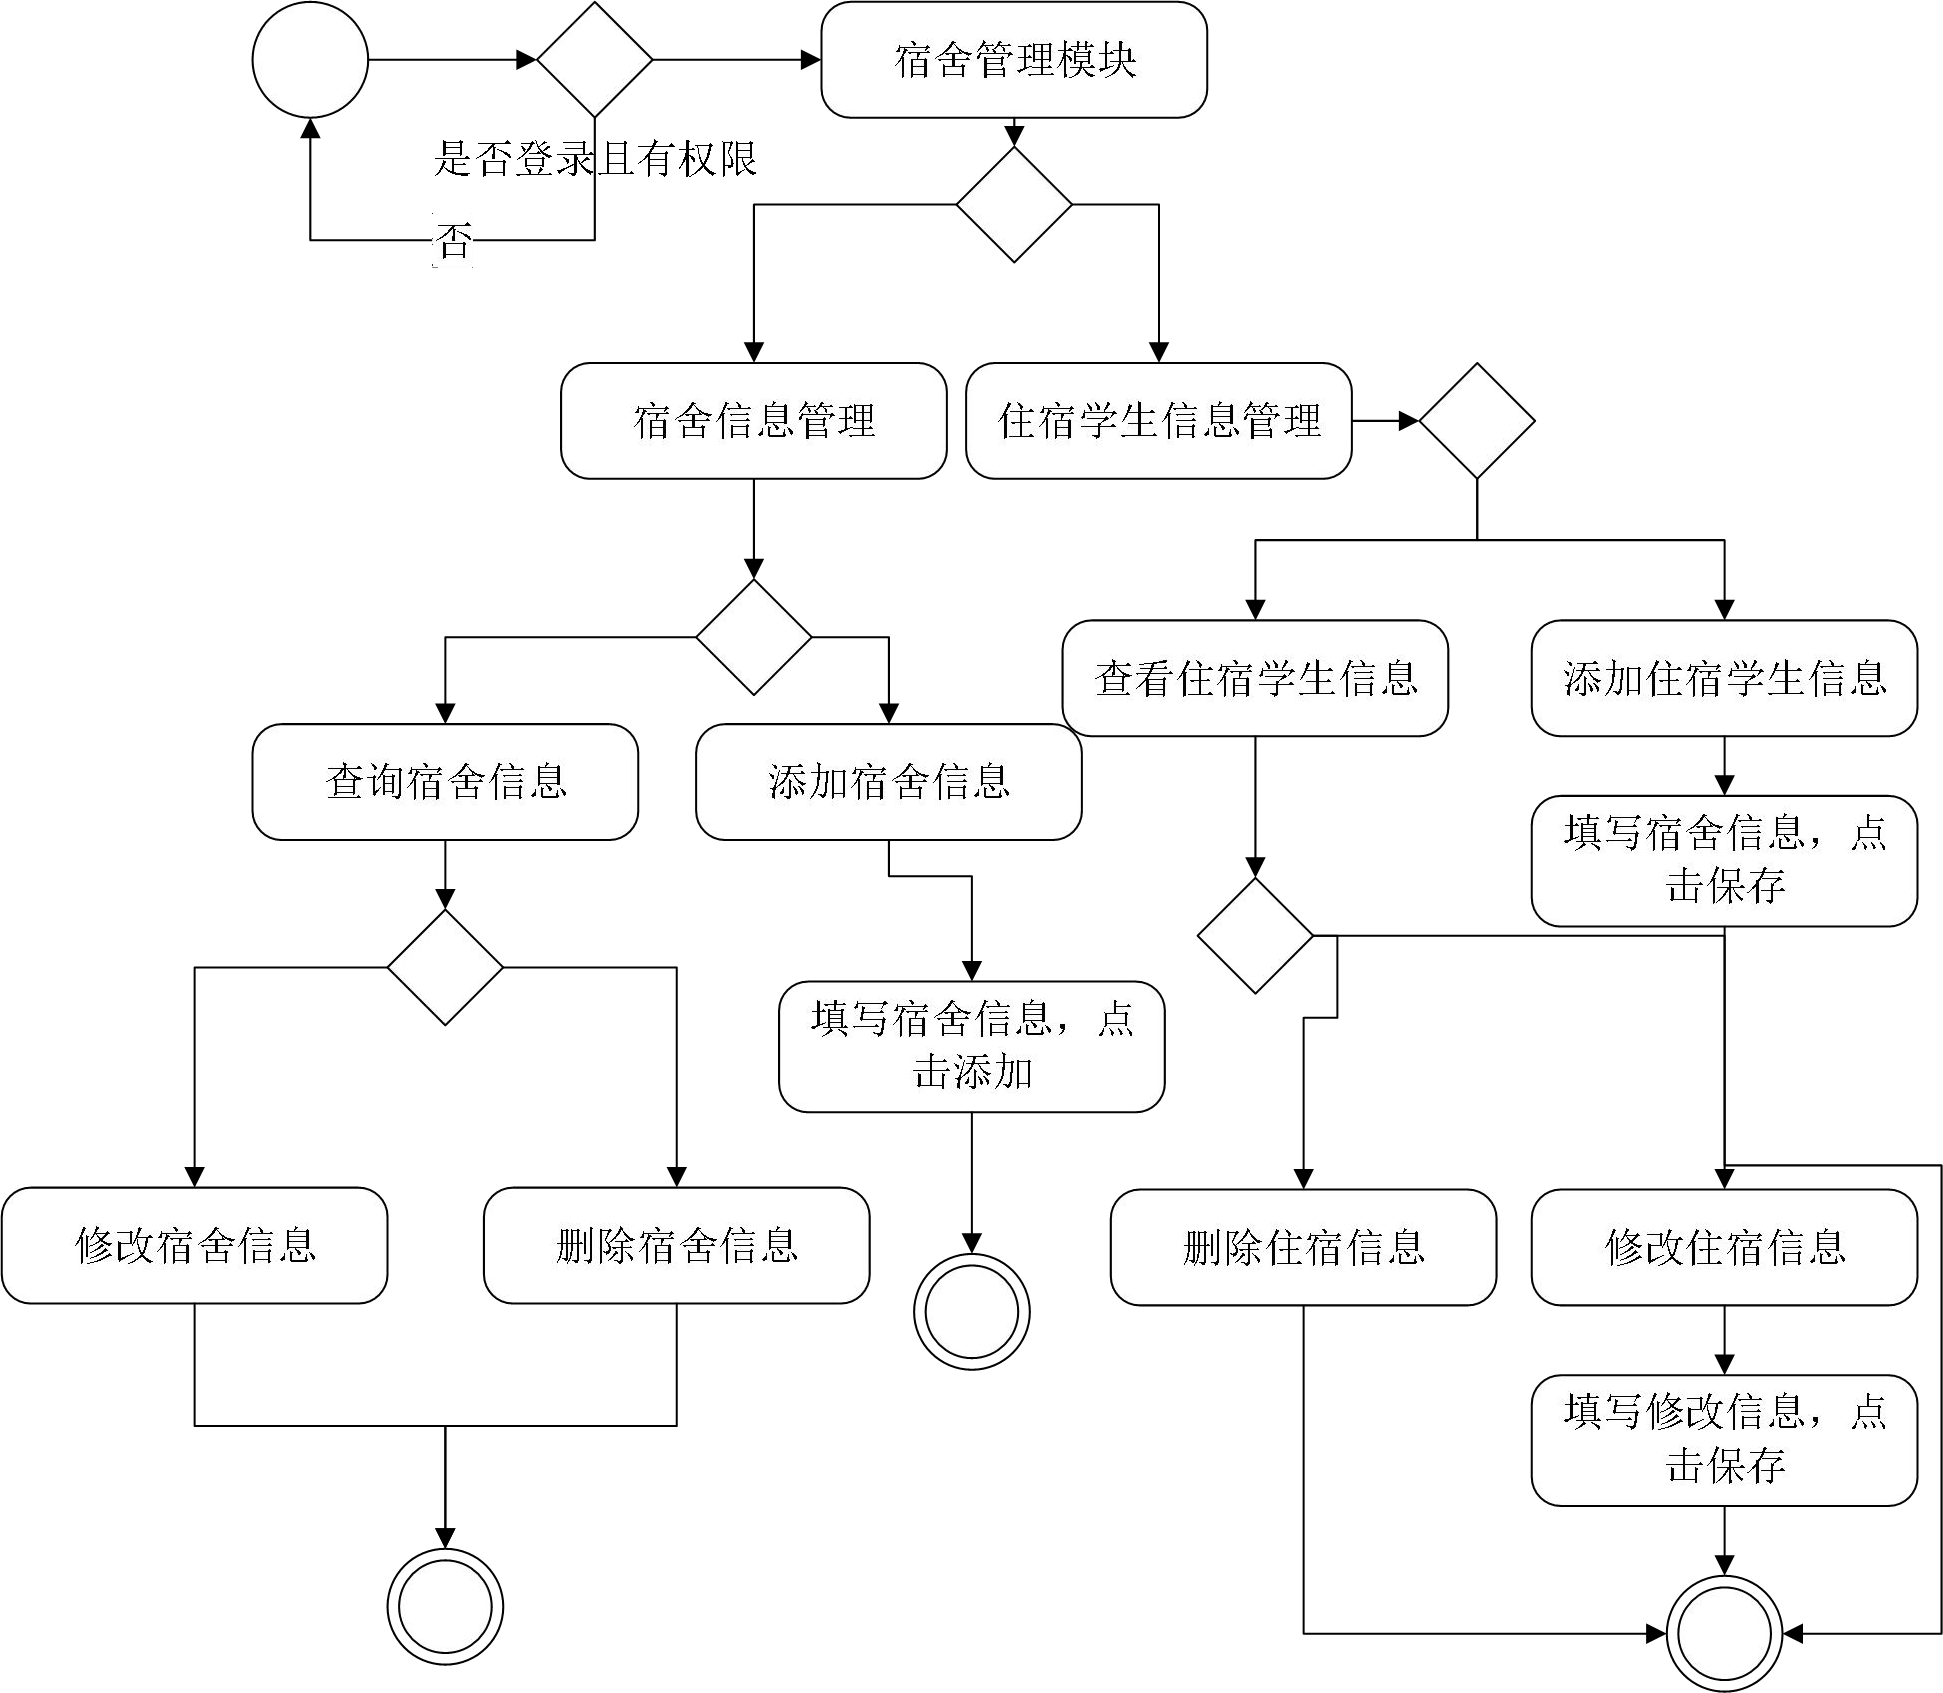 宿舍管理模块
是否登录且有权限
否
宿舍信息管理
住宿学生信息管理
查看住宿学生信息
添加住宿学生信息
查询宿舍信息
添加宿舍信息
填写宿舍信息，点
击保存
填写宿舍信息，点
击添加
修改宿舍信息
删除宿舍信息
删除住宿信息
修改住宿信息
填写修改信息，点
击保存